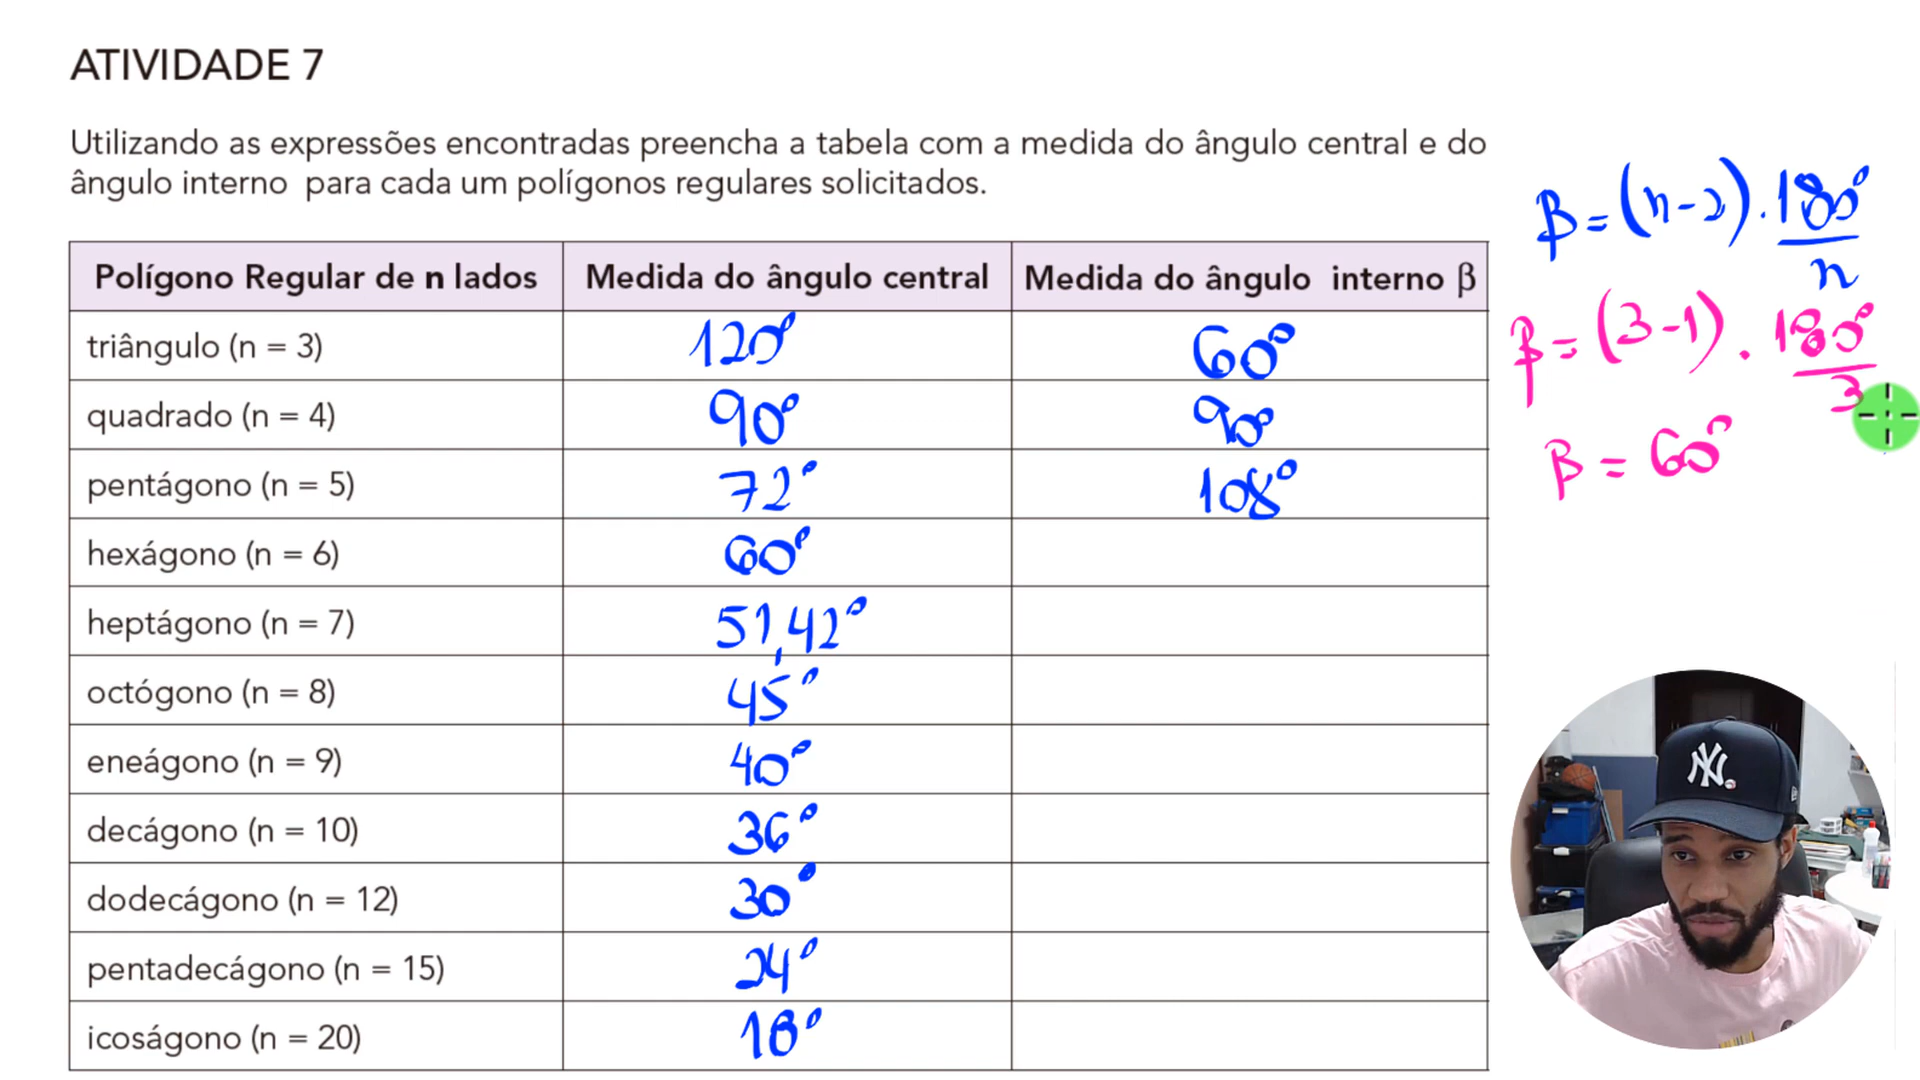 ATIVIDADE 7
Utilizando as expressões encontradas preencha a tabela com a medida do ângulo central e do
ângulo interno para cada um polígonos regulares solicitados.
Polígono Regular de n lados Medida do ângulo central Medida do ângulo interno β
triângulo (n = 3) 120° 60°
quadrado (n = 4) 90° 90°
pentágono (n = 5) 72° 108°
hexágono (n = 6) 60°
heptágono (n = 7) 51,42°
octógono (n = 8) 45°
eneágono (n = 9) 40°
decágono (n = 10) 36°
dodecágono (n = 12) 30°
pentadecágono (n = 15) 24°
icoságono (n = 20) 18°
β = (n-2) . 180°
n
β = (3-1) . 180°
3
β = 60°
NY